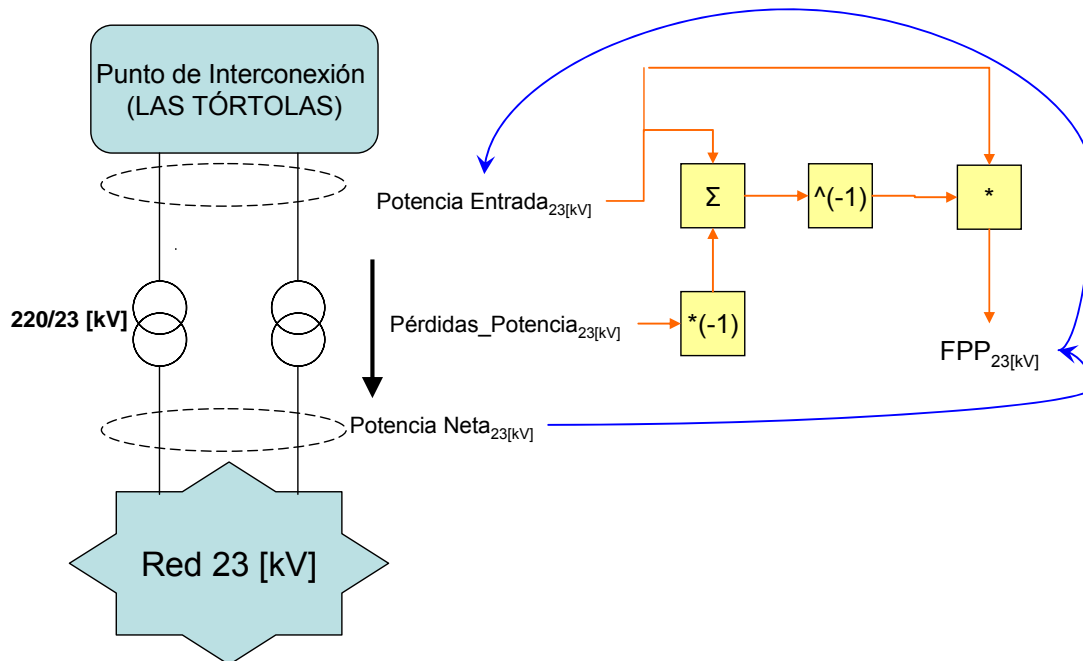 Punto de Interconexión
(LAS TÓRTOLAS)
Potencia Entrada23[kV]
Σ
^(-1)
*
220/23 [kV]
Pérdidas_Potencia23[kV]
*(-1)
FPP23[kV]
Potencia Neta23[kV]
Red 23 [kV]